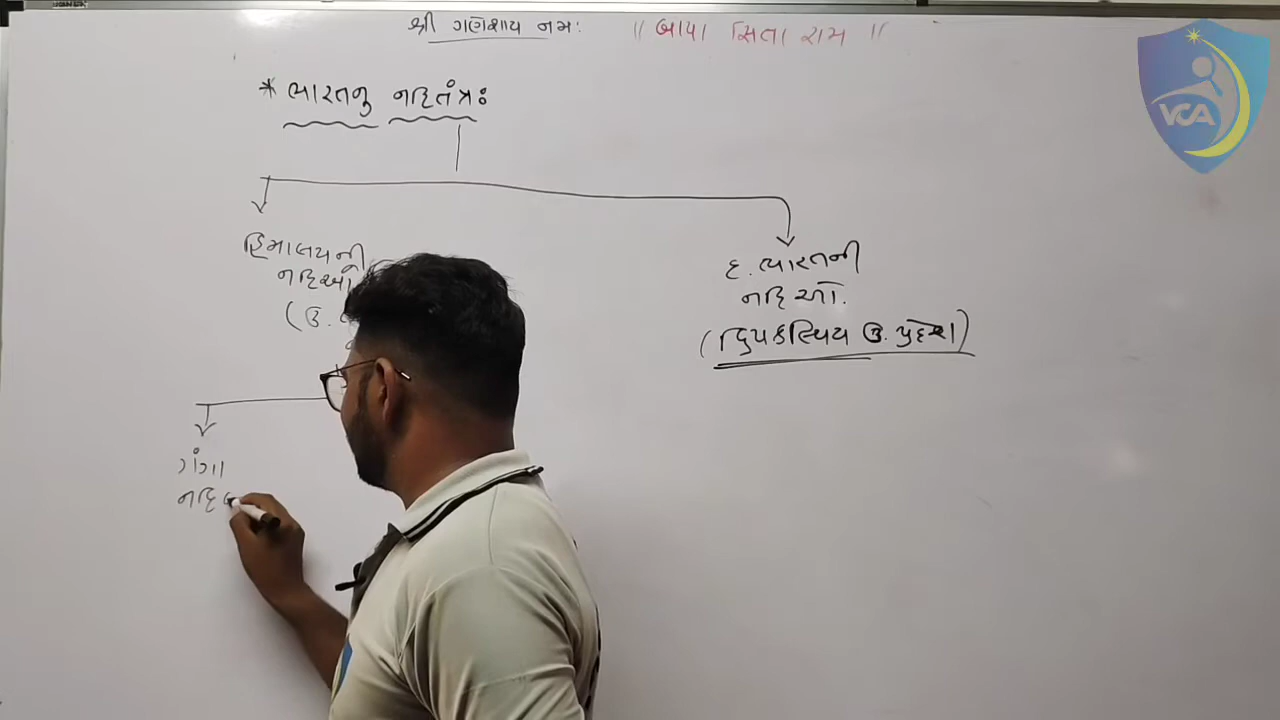 શ્રી ગણેશાય નમઃ
|| બાપા સિતા રામ ||
* ભારતનુ નદિતંત્રઃ
હિમાલયની
નદિઓ
(ઉ.
દ. ભારતની
નદિઓ.
(દ્વિપકલ્પિય ઉ. પ્રદેશ)
ગંગા
નદિ
VCA